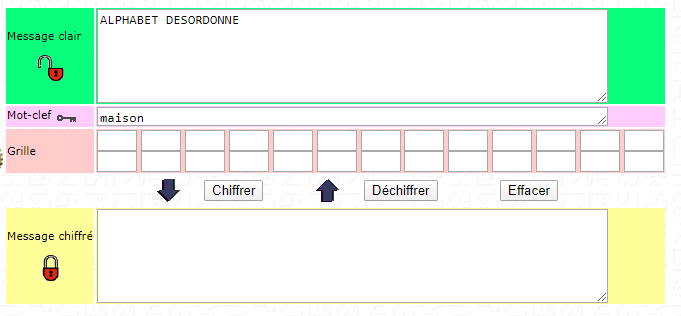 Message clair
ALPHABET DESORDONNE
Mot-clef
maison
Grille
Chiffrer
Déchiffrer
Effacer
Message chiffré